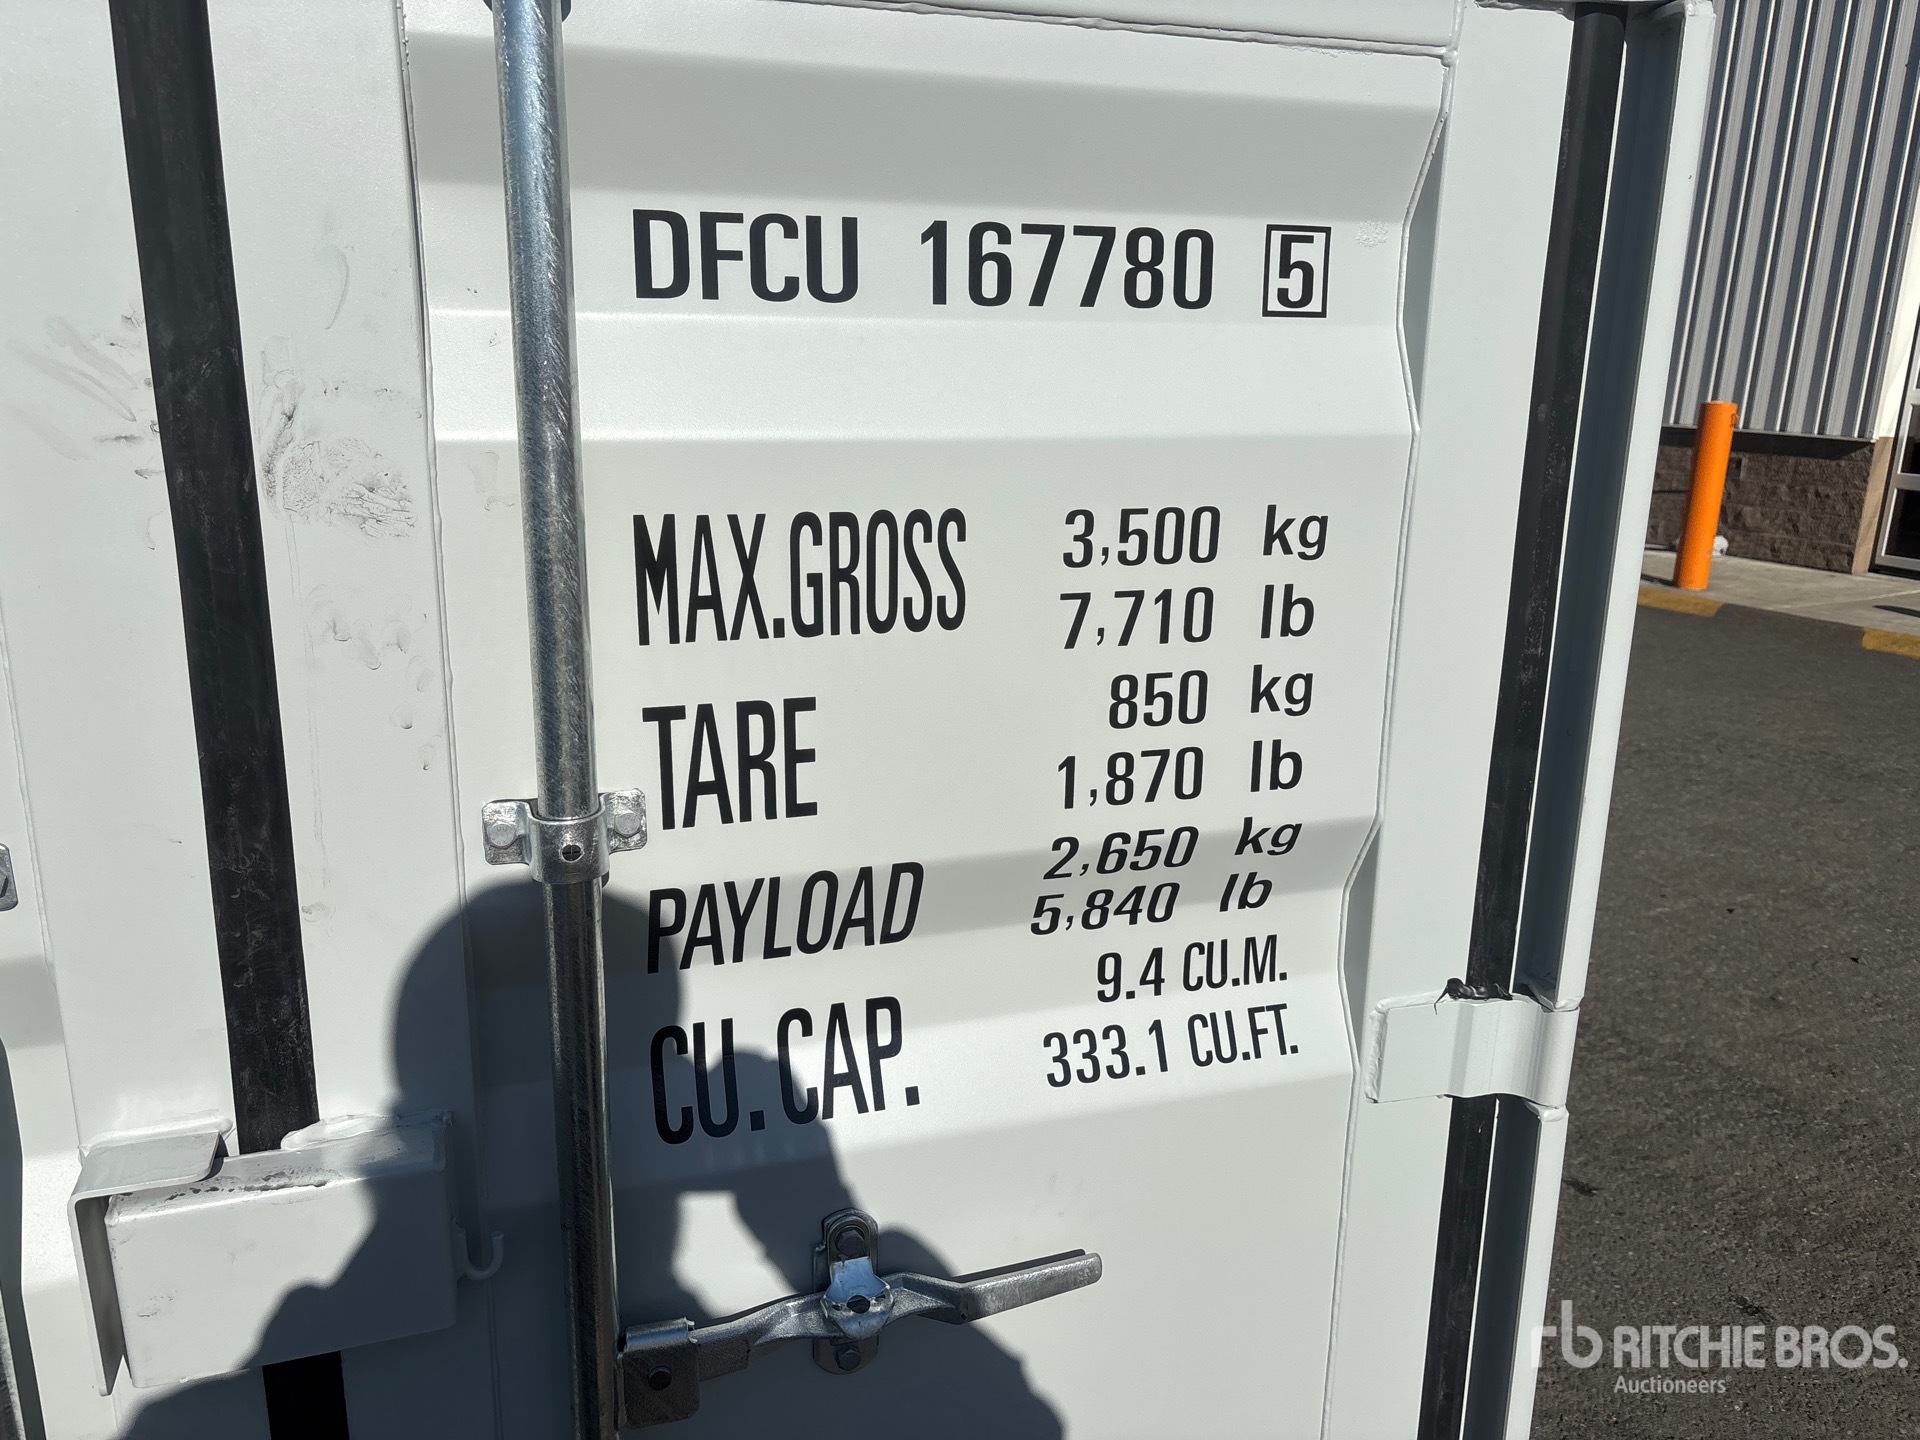 DFCU 167780 5
MAX.GROSS 3,500 kg
7,710 lb
TARE 850 kg
1,870 lb
PAYLOAD 2,650 kg
5,840 lb
CU.CAP. 9.4 CU.M.
333.1 CU.FT.
rb RITCHIE BROS.
Auctioneers